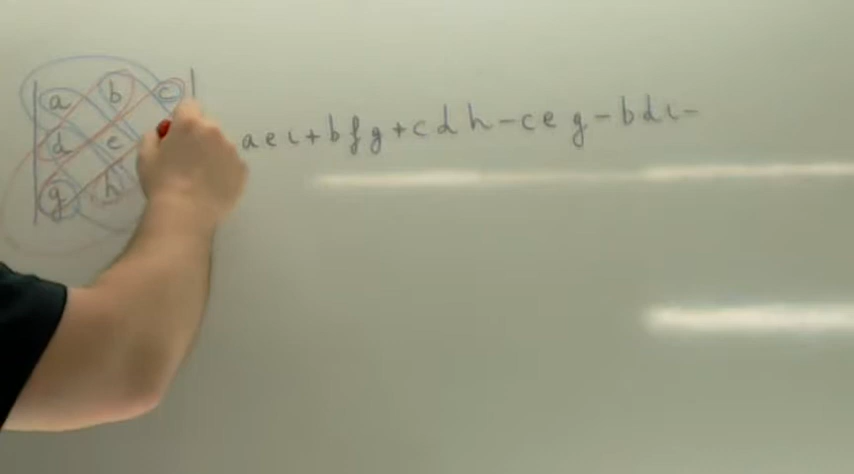 a b c
d e
g h
aei+bfg+cdh-ceg-bdi-